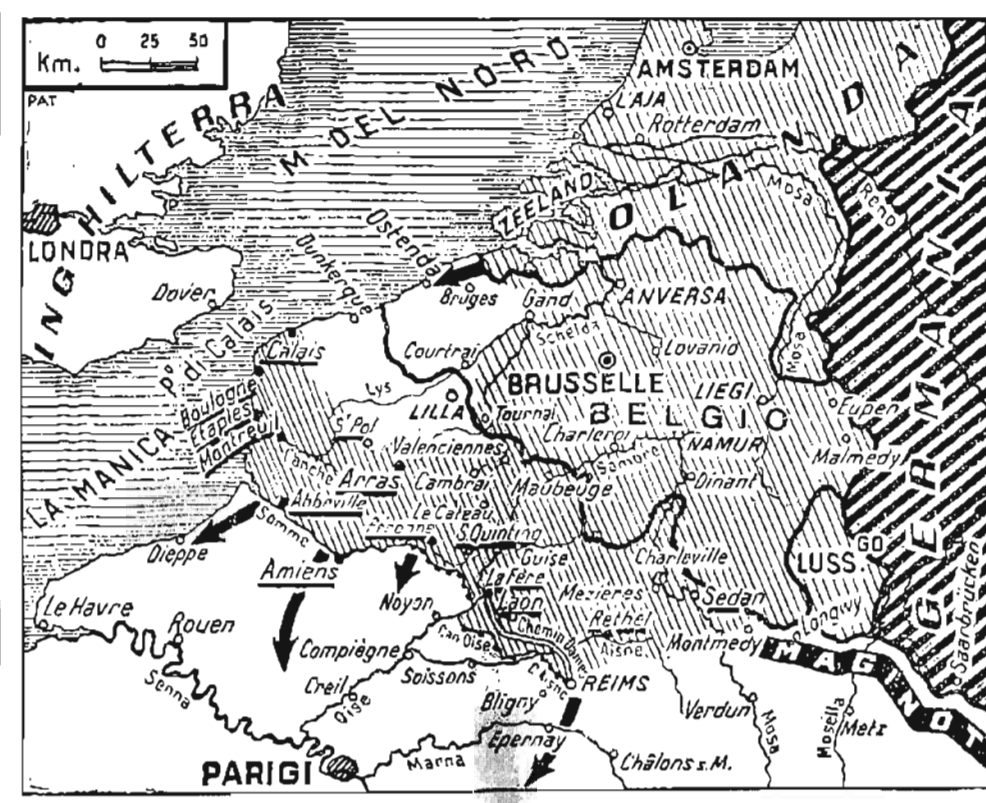 0 25 50
Km.
PAT
INGHILTERRA
M. DEL NORD
AMSTERDAM
L'AJA
Rotterdam
OLANDA
ZEELAND
Mosa
Reno
GERMANIA
LONDRA
Dover
Ostenda
Dunkerque
Bruges
Gand
ANVERSA
Schelda
Pº di Calais
Calais
Courtrai
Lovanio
Mosa
BRUSSELLE
Lys
LILLA
Tournai
BELGIO
LIEGI
Eupen
Boulogne
Etaples
Montreuil
LA MANICA
S' Pol
Valenciennes
Charleroi
NAMUR
Malmedy
Canche
Arras
Cambrai
Sambre
Maubeuge
Dinant
Abbeville
Le Cateau
Somme
Peronne
S. Quintino
Dieppe
Guise
Charleville
LUSS.
GO
Amiens
La Fère
Mezières
Sedan
Longwy
Saarbrücken
Le Havre
Noyon
Laon
Rethel
Rouen
Can. Oise
Chemin Dames
Aisne
Montmedy
MAGINOT
Compiègne
Senna
Creil
Soissons
REIMS
Oise
Bligny
Verdun
Mosa
Mosella
Metz
Epernay
PARIGI
Marna
Châlons s. M.